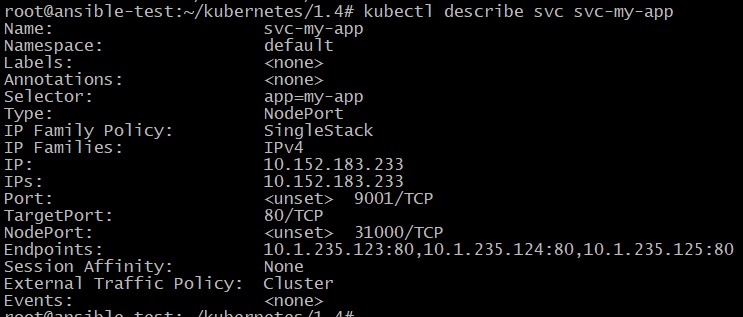 root@ansible-test:~/kubernetes/1.4# kubectl describe svc svc-my-app
Name:                     svc-my-app
Namespace:                default
Labels:                   <none>
Annotations:              <none>
Selector:                 app=my-app
Type:                     NodePort
IP Family Policy:         SingleStack
IP Families:              IPv4
IP:                       10.152.183.233
IPs:                      10.152.183.233
Port:                     <unset>  9001/TCP
TargetPort:               80/TCP
NodePort:                 <unset>  31000/TCP
Endpoints:                10.1.235.123:80,10.1.235.124:80,10.1.235.125:80
Session Affinity:         None
External Traffic Policy:  Cluster
Events:                   <none>
root@ansible-test:~/kubernetes/1.4#